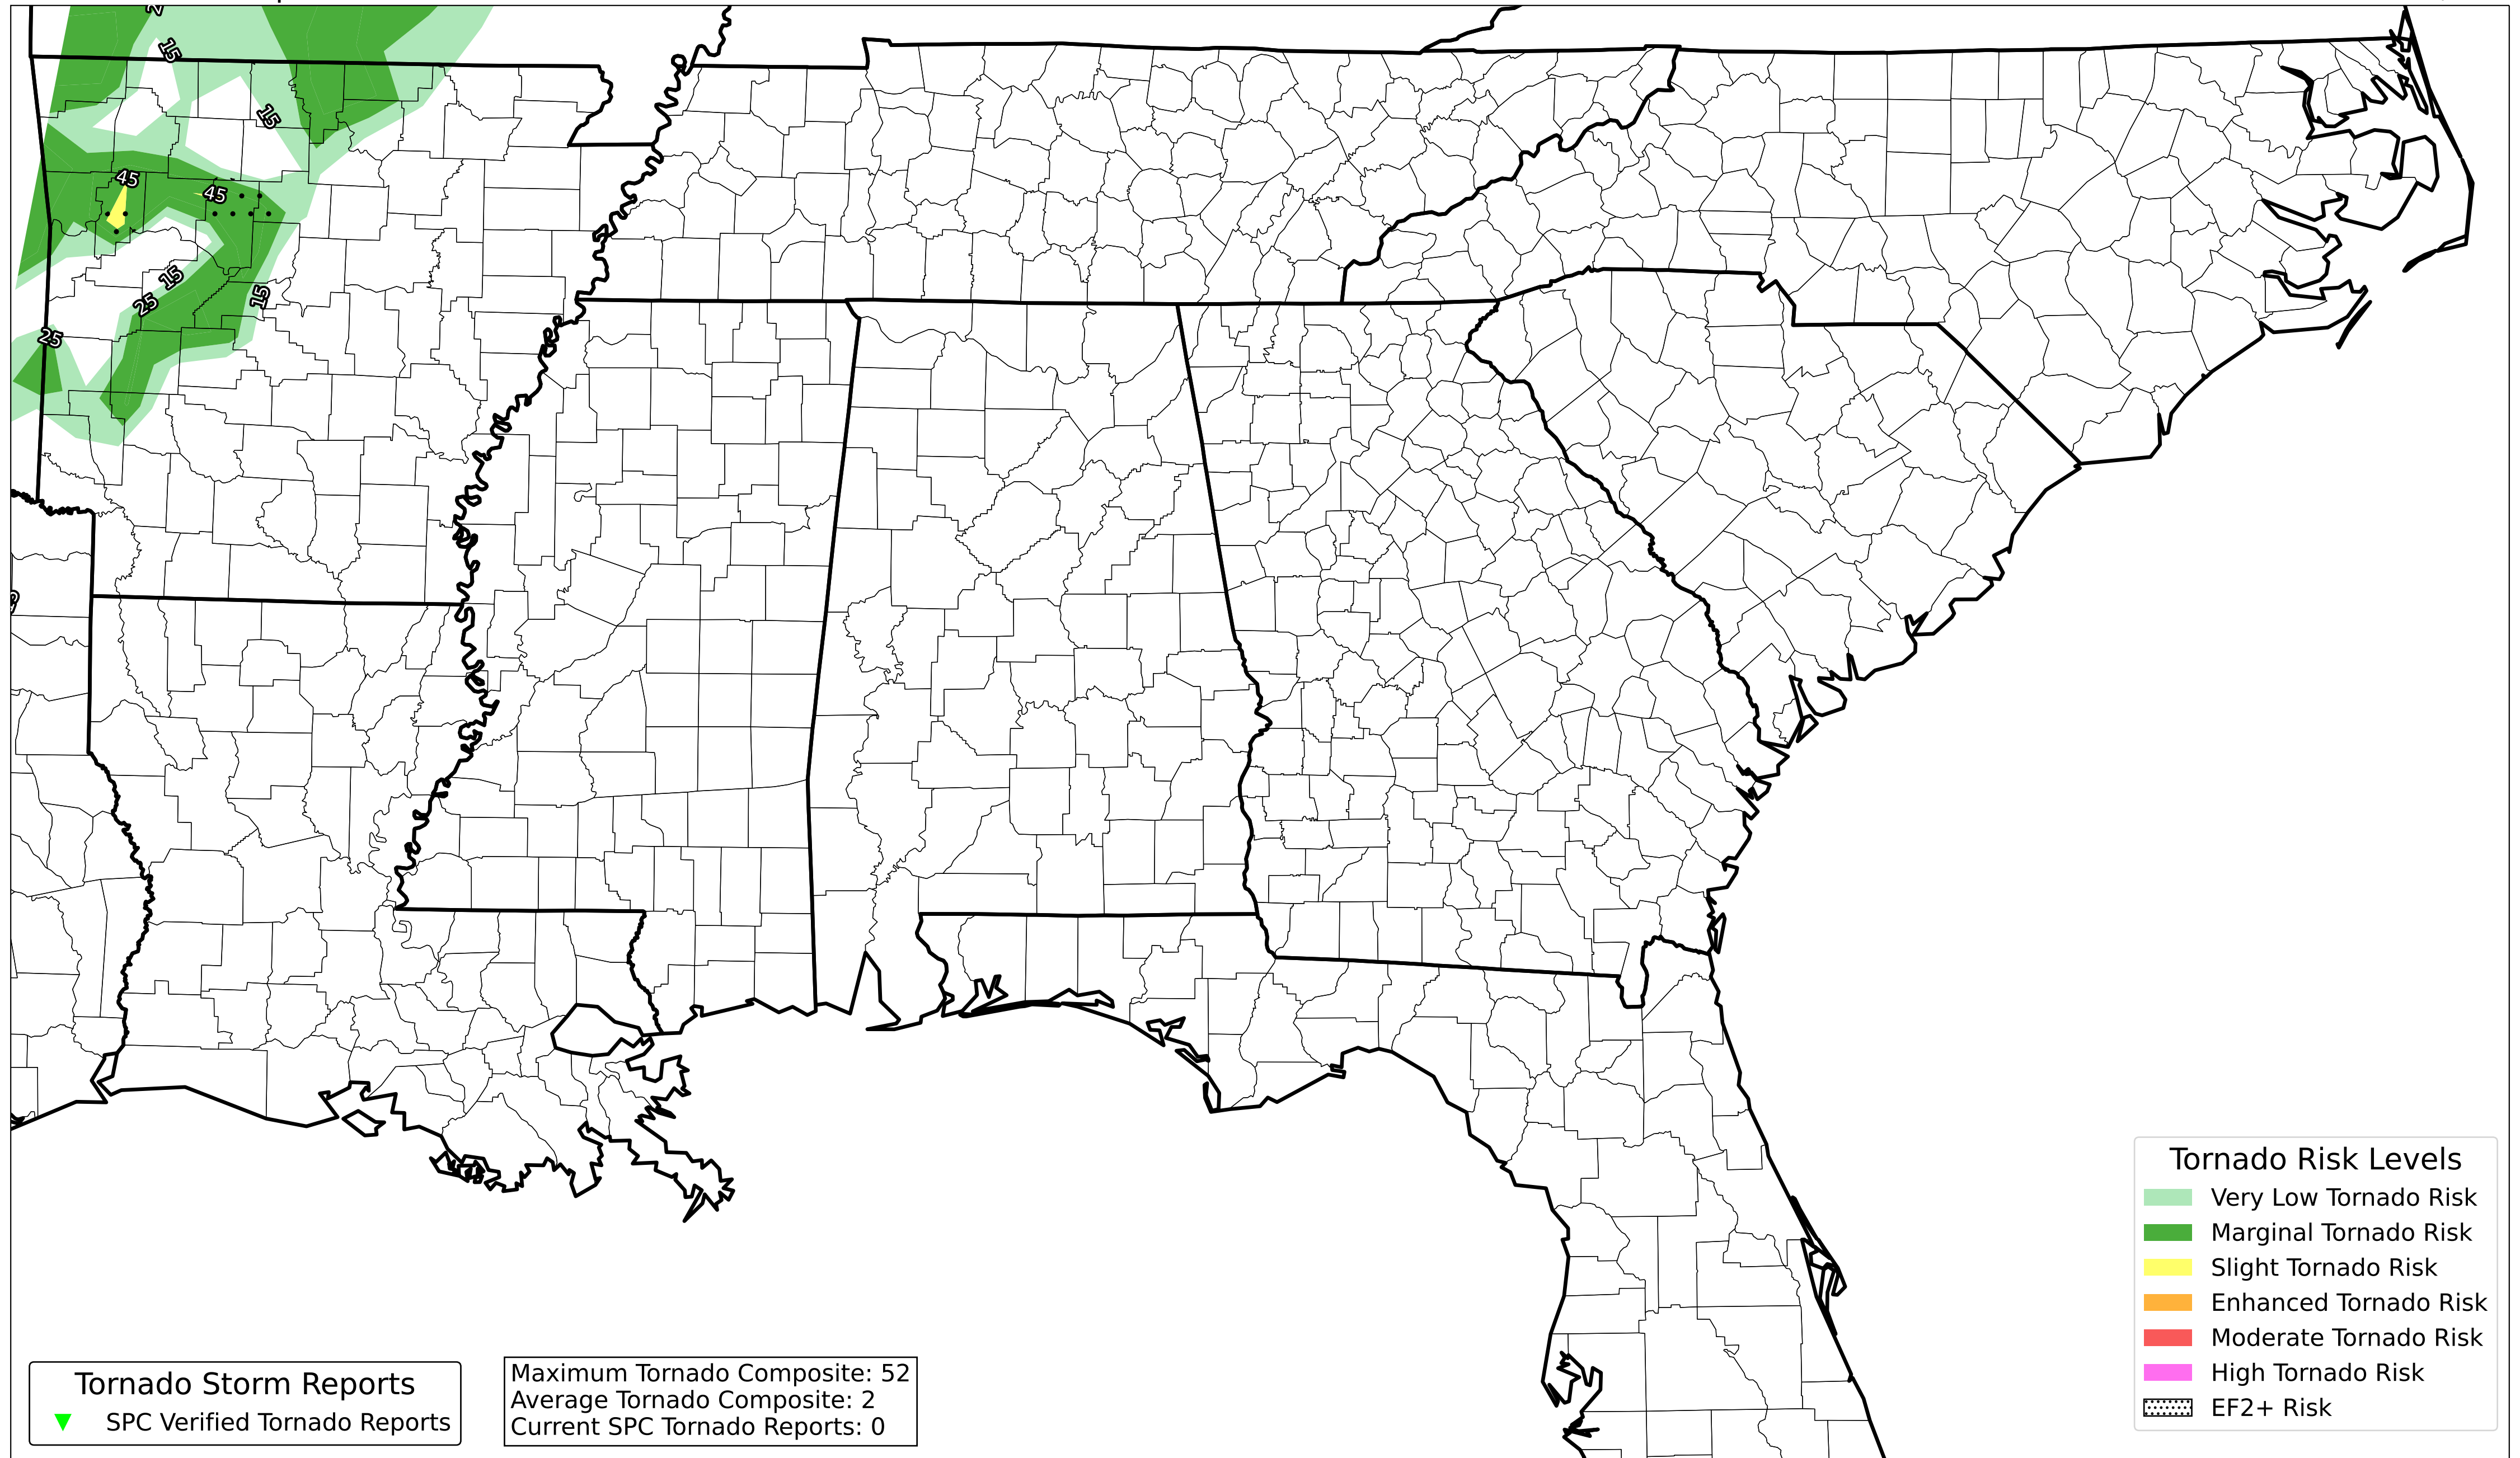 15
15
45
45
15
25
15
25
Tornado Risk Levels
Very Low Tornado Risk
Marginal Tornado Risk
Slight Tornado Risk
Enhanced Tornado Risk
Moderate Tornado Risk
High Tornado Risk
EF2+ Risk
Tornado Storm Reports
SPC Verified Tornado Reports
Maximum Tornado Composite: 52
Average Tornado Composite: 2
Current SPC Tornado Reports: 0